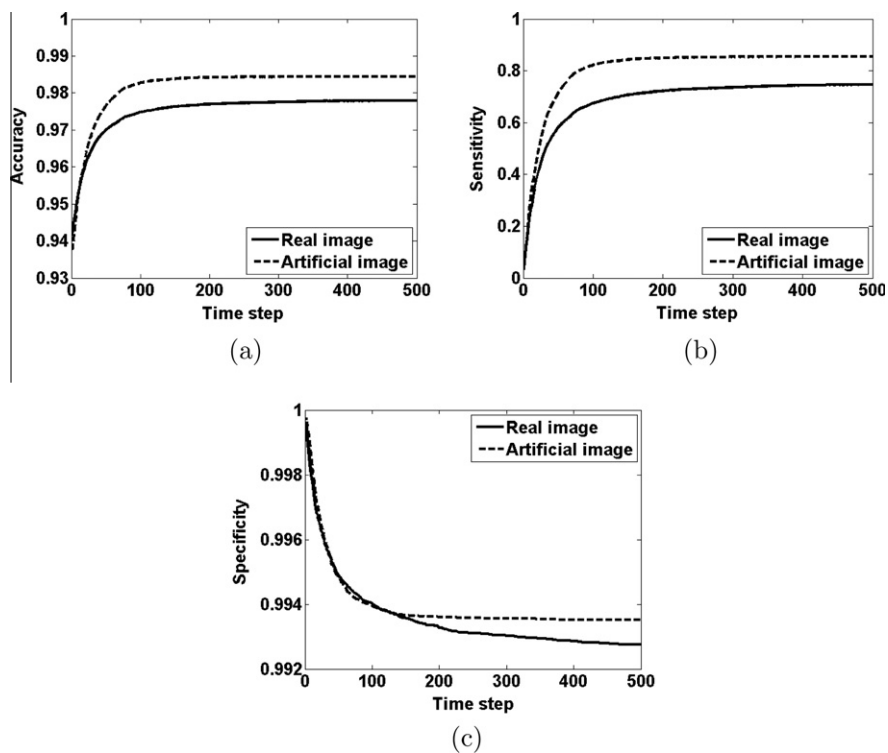 1
0.99
0.98
0.97
0.96
0.95
0.94
0.93
Accuracy
0 100 200 300 400 500
Time step
Real image
Artificial image
(a)
1
0.8
0.6
0.4
0.2
0
Sensitivity
0 100 200 300 400 500
Time step
Real image
Artificial image
(b)
1
0.998
0.996
0.994
0.992
Specificity
0 100 200 300 400 500
Time step
Real image
Artificial image
(c)